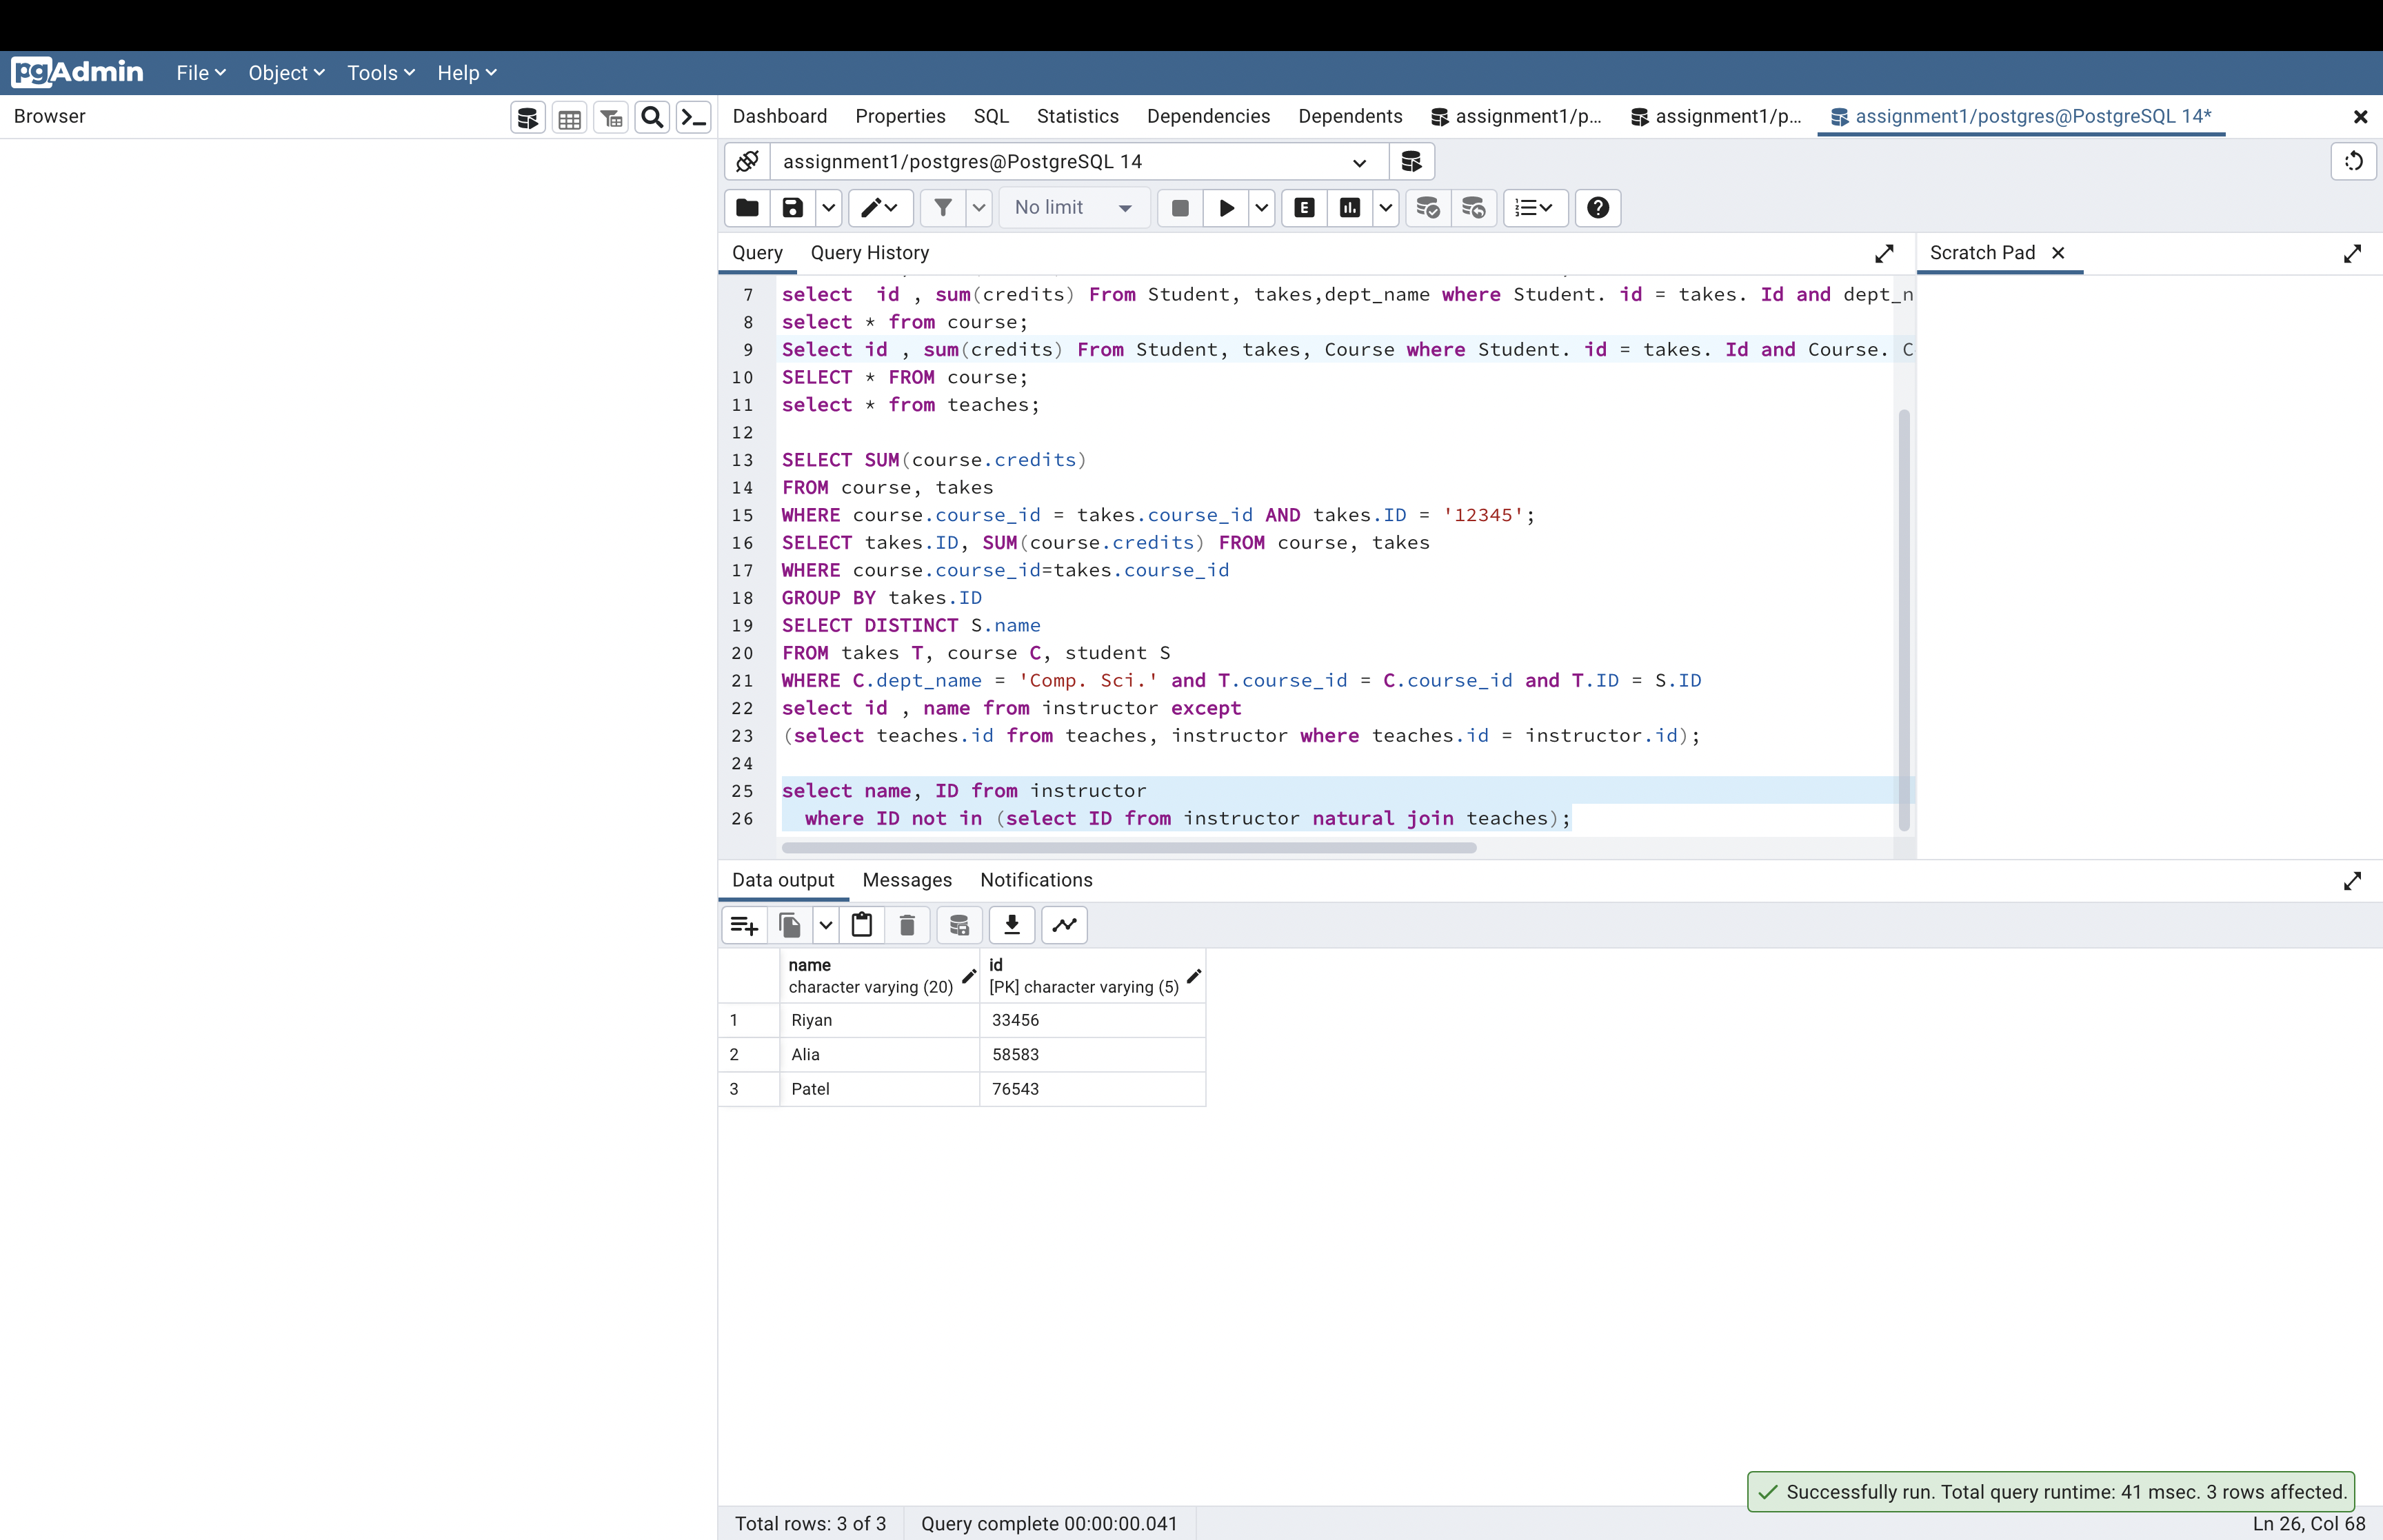 pgAdmin File Object Tools Help
Browser
Dashboard Properties SQL Statistics Dependencies Dependents assignment1/p... assignment1/p... assignment1/postgres@PostgreSQL 14*
assignment1/postgres@PostgreSQL 14
No limit
E
Query Query History
Scratch Pad
7 select  id , sum(credits) From Student, takes,dept_name where Student. id = takes. Id and dept_n
8 select * from course;
9 Select id , sum(credits) From Student, takes, Course where Student. id = takes. Id and Course. C
10 SELECT * FROM course;
11 select * from teaches;
12
13 SELECT SUM(course.credits)
14 FROM course, takes
15 WHERE course.course_id = takes.course_id AND takes.ID = '12345';
16 SELECT takes.ID, SUM(course.credits) FROM course, takes
17 WHERE course.course_id=takes.course_id
18 GROUP BY takes.ID
19 SELECT DISTINCT S.name
20 FROM takes T, course C, student S
21 WHERE C.dept_name = 'Comp. Sci.' and T.course_id = C.course_id and T.ID = S.ID
22 select id , name from instructor except
23 (select teaches.id from teaches, instructor where teaches.id = instructor.id);
24
25 select name, ID from instructor
26   where ID not in (select ID from instructor natural join teaches);
Data output Messages Notifications
name id
character varying (20) [PK] character varying (5)
1 Riyan 33456
2 Alia 58583
3 Patel 76543
Successfully run. Total query runtime: 41 msec. 3 rows affected.
Total rows: 3 of 3 Query complete 00:00:00.041 Ln 26, Col 68